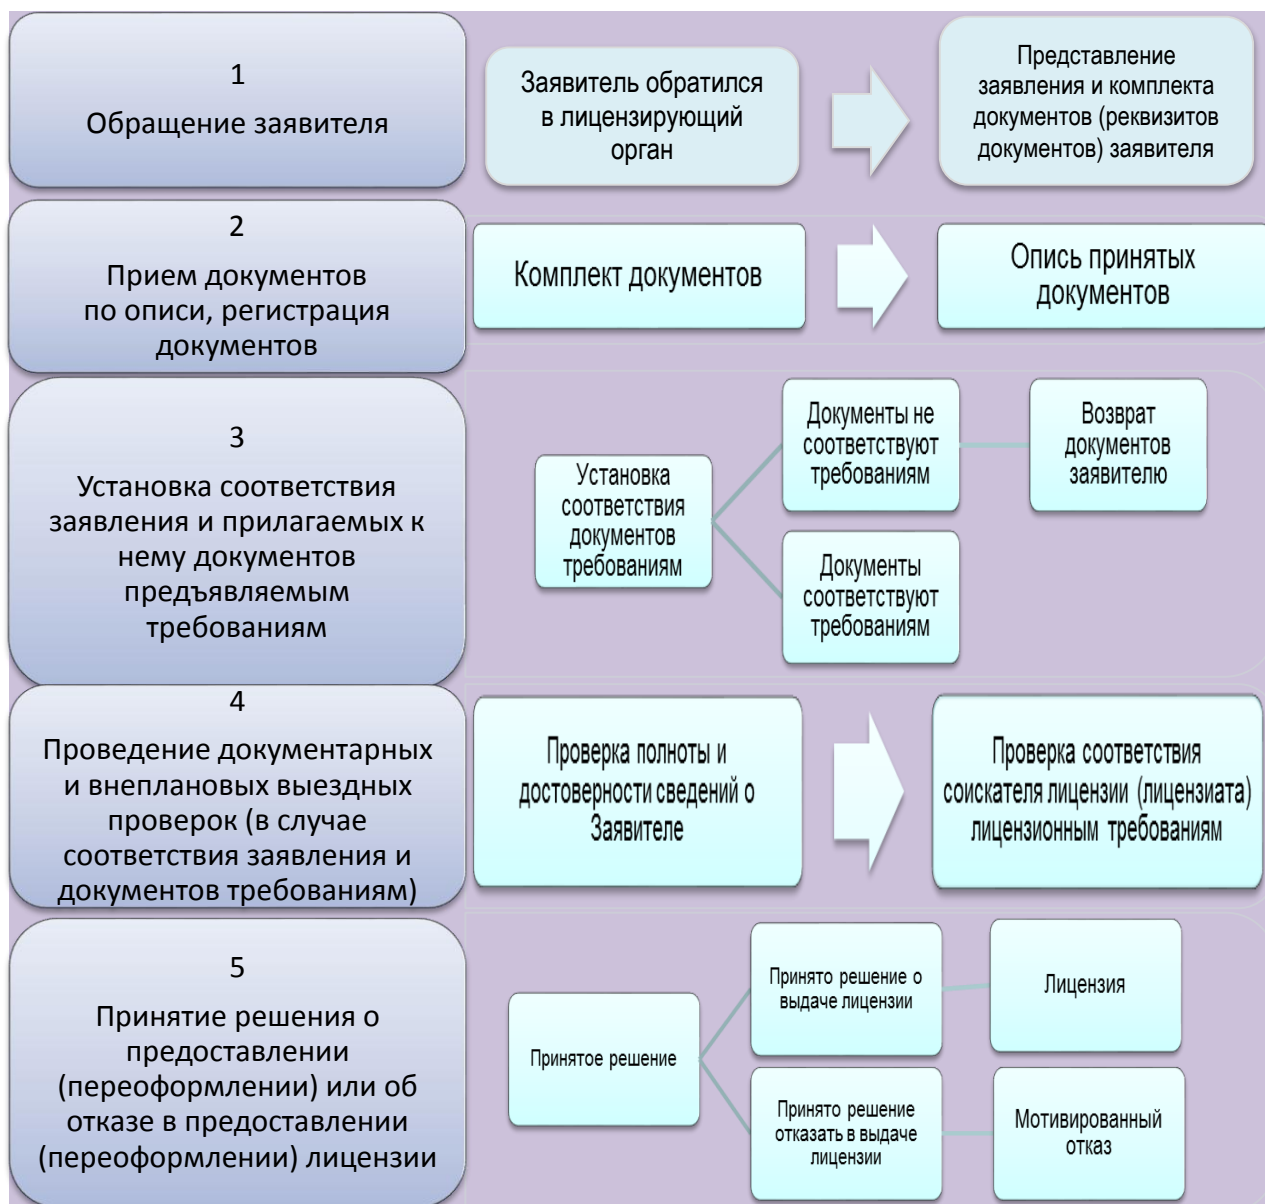 1
Обращение заявителя
Заявитель обратился
в лицензирующий
орган
Представление
заявления и комплекта
документов (реквизитов
документов) заявителя
2
Прием документов
по описи, регистрация
документов
Комплект документов
Опись принятых
документов
3
Установка соответствия
заявления и прилагаемых к
нему документов
предъявляемым
требованиям
Установка
соответствия
документов
требованиям
Документы не
соответствуют
требованиям
Возврат
документов
заявителю
Документы
соответствуют
требованиям
4
Проведение документарных
и внеплановых выездных
проверок (в случае
соответствия заявления и
документов требованиям)
Проверка полноты и
достоверности сведений о
Заявителе
Проверка соответствия
соискателя лицензии (лицензиата)
лицензионным требованиям
5
Принятие решения о
предоставлении
(переоформлении) или об
отказе в предоставлении
(переоформлении) лицензии
Принятое решение
Принято решение о
выдаче лицензии
Лицензия
Принято решение
отказать в выдаче
лицензии
Мотивированный
отказ